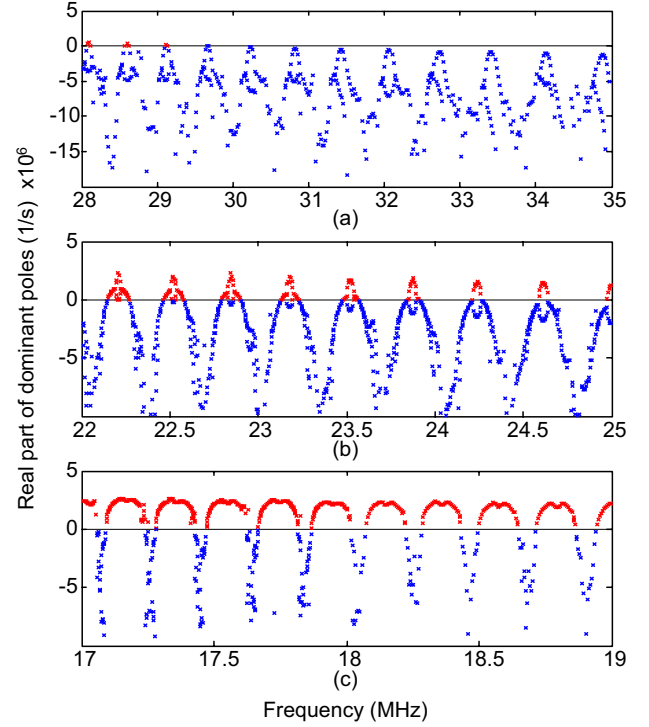 5
0
-5
-10
-15
28 29 30 31 32 33 34 35
(a)
5
0
-5
22 22.5 23 23.5 24 24.5 25
(b)
5
0
-5
17 17.5 18 18.5 19
(c)
Real part of dominant poles (1/s) x10⁶
Frequency (MHz)